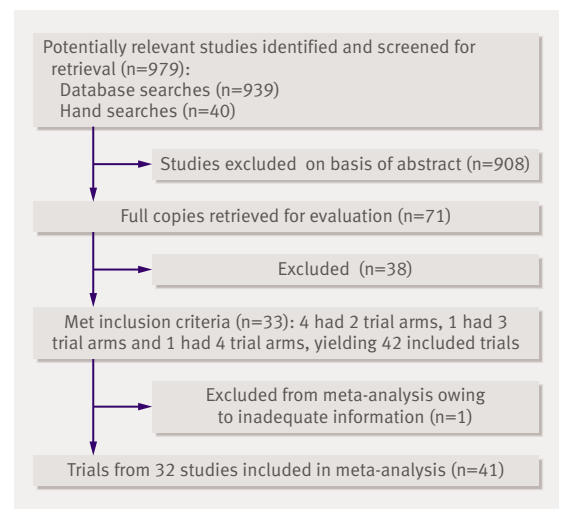 Potentially relevant studies identified and screened for
retrieval (n=979):
Database searches (n=939)
Hand searches (n=40)
Studies excluded on basis of abstract (n=908)
Full copies retrieved for evaluation (n=71)
Excluded (n=38)
Met inclusion criteria (n=33): 4 had 2 trial arms, 1 had 3
trial arms and 1 had 4 trial arms, yielding 42 included trials
Excluded from meta-analysis owing
to inadequate information (n=1)
Trials from 32 studies included in meta-analysis (n=41)